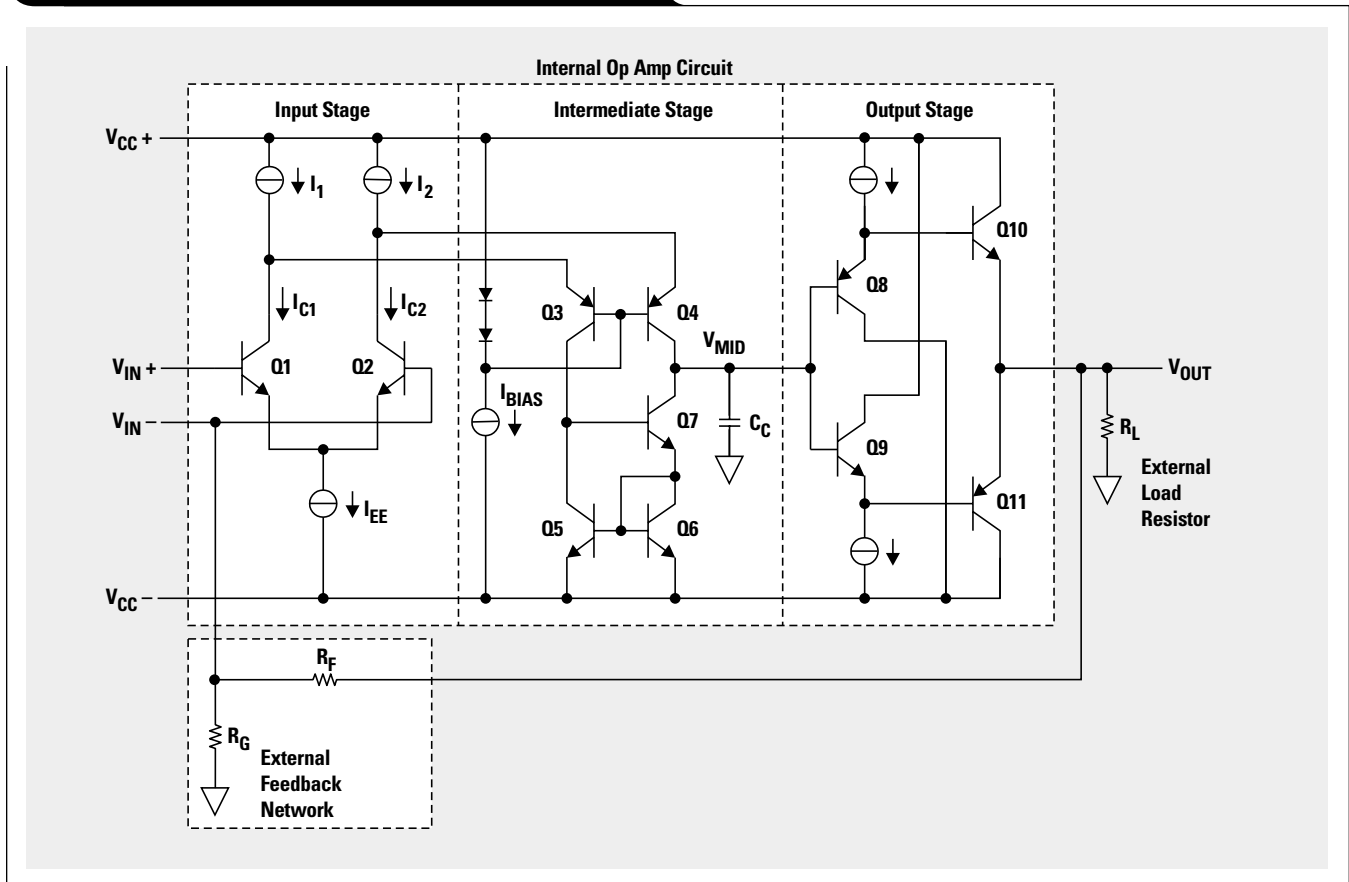 Internal Op Amp Circuit
Input Stage
Intermediate Stage
Output Stage
VCC +
I1
I2
Q10
IC1
IC2
Q3
Q4
Q8
VMID
VIN +
Q1
Q2
VOUT
IBIAS
VIN −
Q7
CC
Q9
RL
External
Load
Resistor
IEE
Q5
Q6
Q11
VCC −
RF
RG
External
Feedback
Network